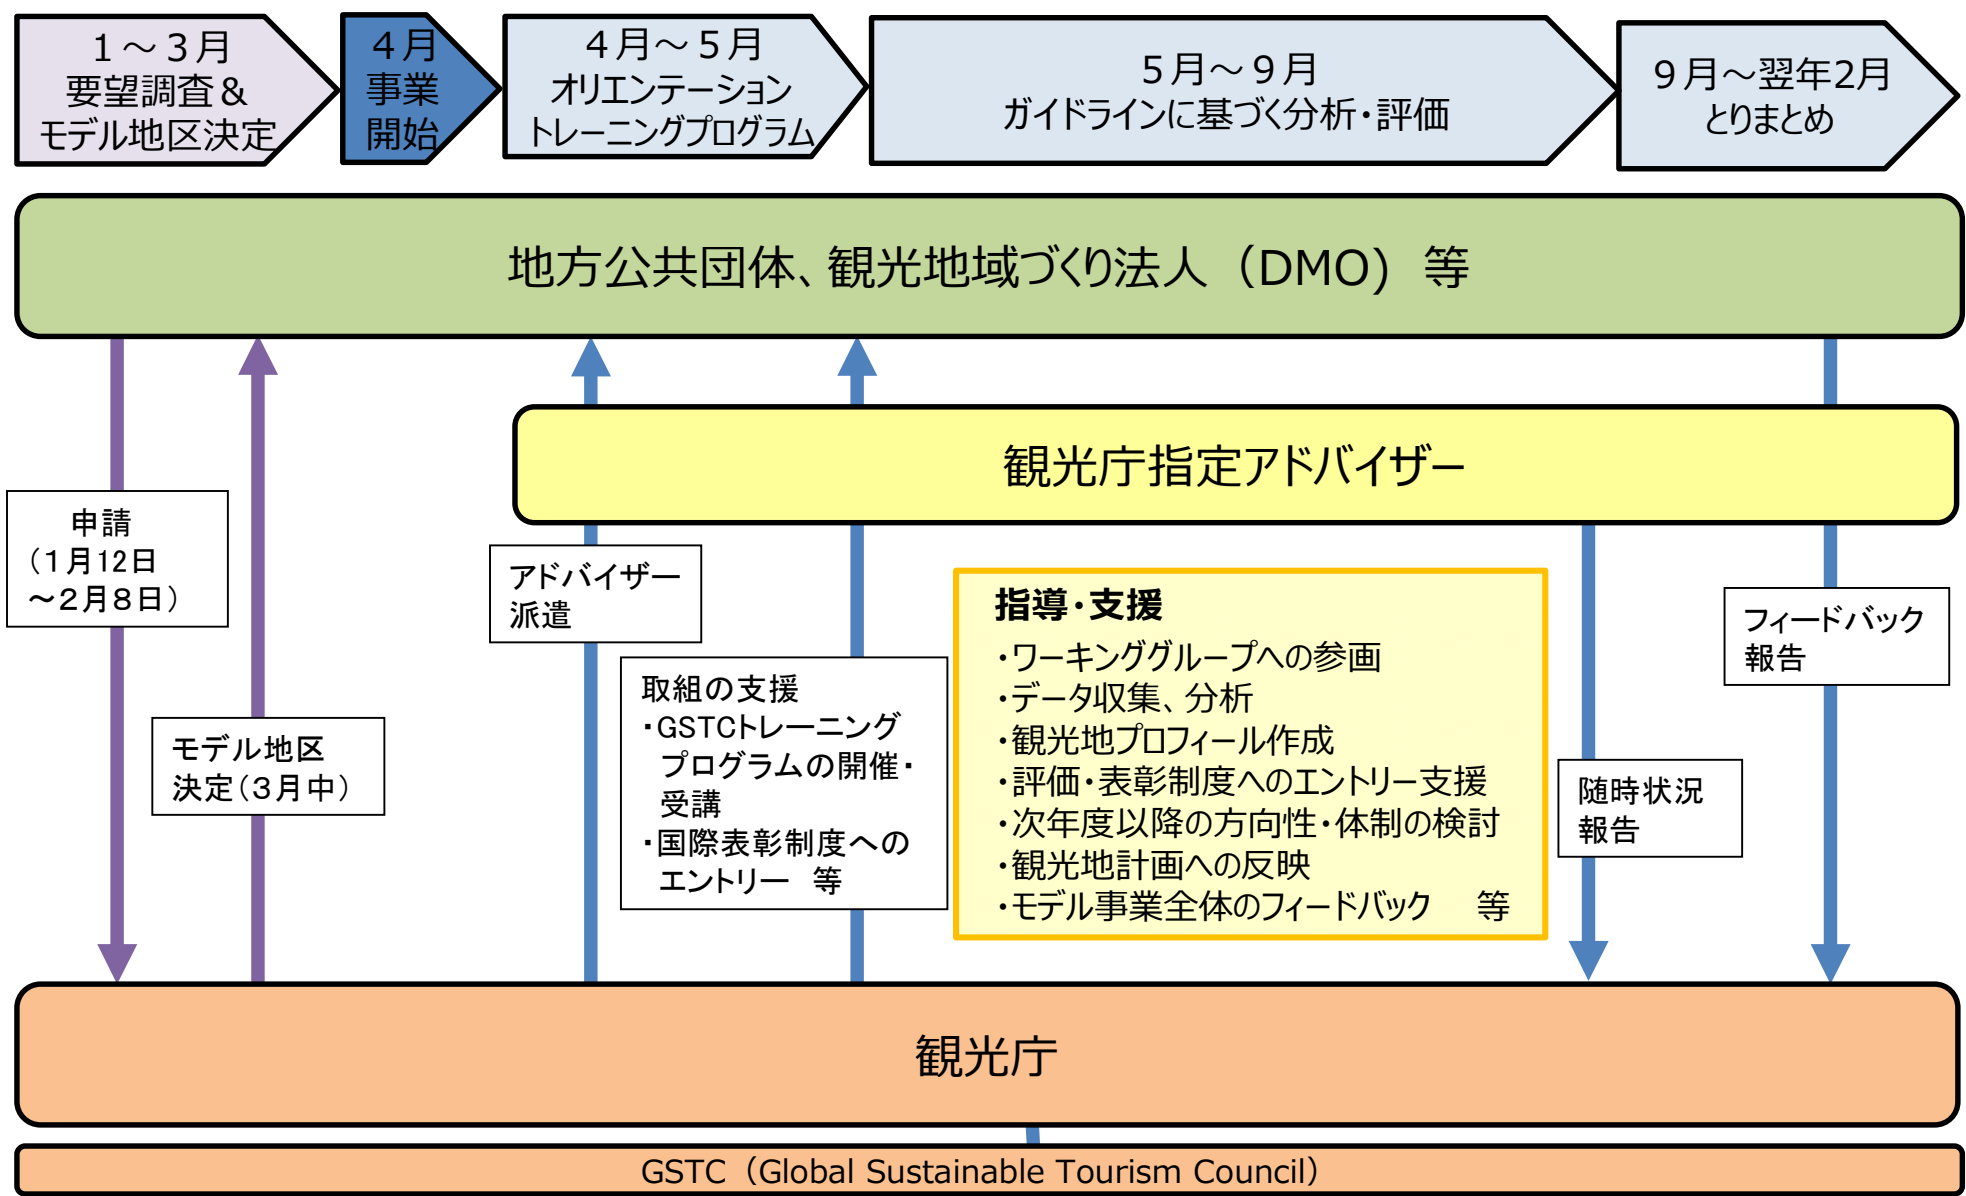 １～３月
要望調査＆
モデル地区決定
４月
事業
開始
４月～５月
オリエンテーション
トレーニングプログラム
５月～９月
ガイドラインに基づく分析・評価
９月～翌年2月
とりまとめ
地方公共団体、観光地域づくり法人（DMO）等
観光庁指定アドバイザー
申請
（１月12日
～２月８日）
モデル地区
決定（３月中）
アドバイザー
派遣
取組の支援
・GSTCトレーニング
プログラムの開催・
受講
・国際表彰制度への
エントリー　等
指導・支援
・ワーキンググループへの参画
・データ収集、分析
・観光地プロフィール作成
・評価・表彰制度へのエントリー支援
・次年度以降の方向性・体制の検討
・観光地計画への反映
・モデル事業全体のフィードバック　等
随時状況
報告
フィードバック
報告
観光庁
GSTC（Global Sustainable Tourism Council）